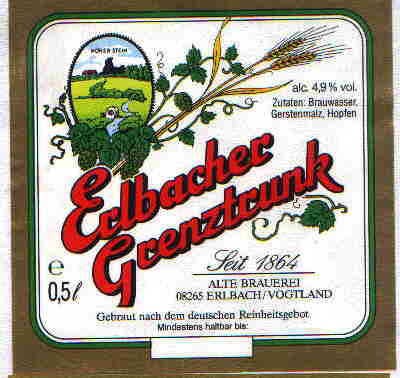 HOHER STEIN
alc. 4,9 % vol.
Zutaten: Brauwasser,
Gerstenmalz, Hopfen
Erlbacher
Grenztrunk
e
0,5 l
Seit 1864
ALTE BRAUEREI
08265 ERLBACH/VOGTLAND
Gebraut nach dem deutschen Reinheitsgebot.
Mindestens haltbar bis: